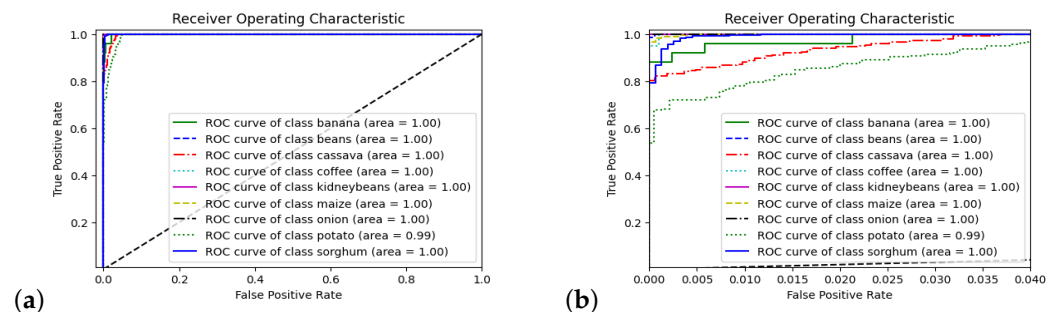 Receiver Operating Characteristic
1.0
0.8
0.6
0.4
0.2
True Positive Rate
ROC curve of class banana (area = 1.00)
ROC curve of class beans (area = 1.00)
ROC curve of class cassava (area = 1.00)
ROC curve of class coffee (area = 1.00)
ROC curve of class kidneybeans (area = 1.00)
ROC curve of class maize (area = 1.00)
ROC curve of class onion (area = 1.00)
ROC curve of class potato (area = 0.99)
ROC curve of class sorghum (area = 1.00)
0.0 0.2 0.4 0.6 0.8 1.0
False Positive Rate
(a)
Receiver Operating Characteristic
1.0
0.8
0.6
0.4
0.2
True Positive Rate
ROC curve of class banana (area = 1.00)
ROC curve of class beans (area = 1.00)
ROC curve of class cassava (area = 1.00)
ROC curve of class coffee (area = 1.00)
ROC curve of class kidneybeans (area = 1.00)
ROC curve of class maize (area = 1.00)
ROC curve of class onion (area = 1.00)
ROC curve of class potato (area = 0.99)
ROC curve of class sorghum (area = 1.00)
0.000 0.005 0.010 0.015 0.020 0.025 0.030 0.035 0.040
False Positive Rate
(b)